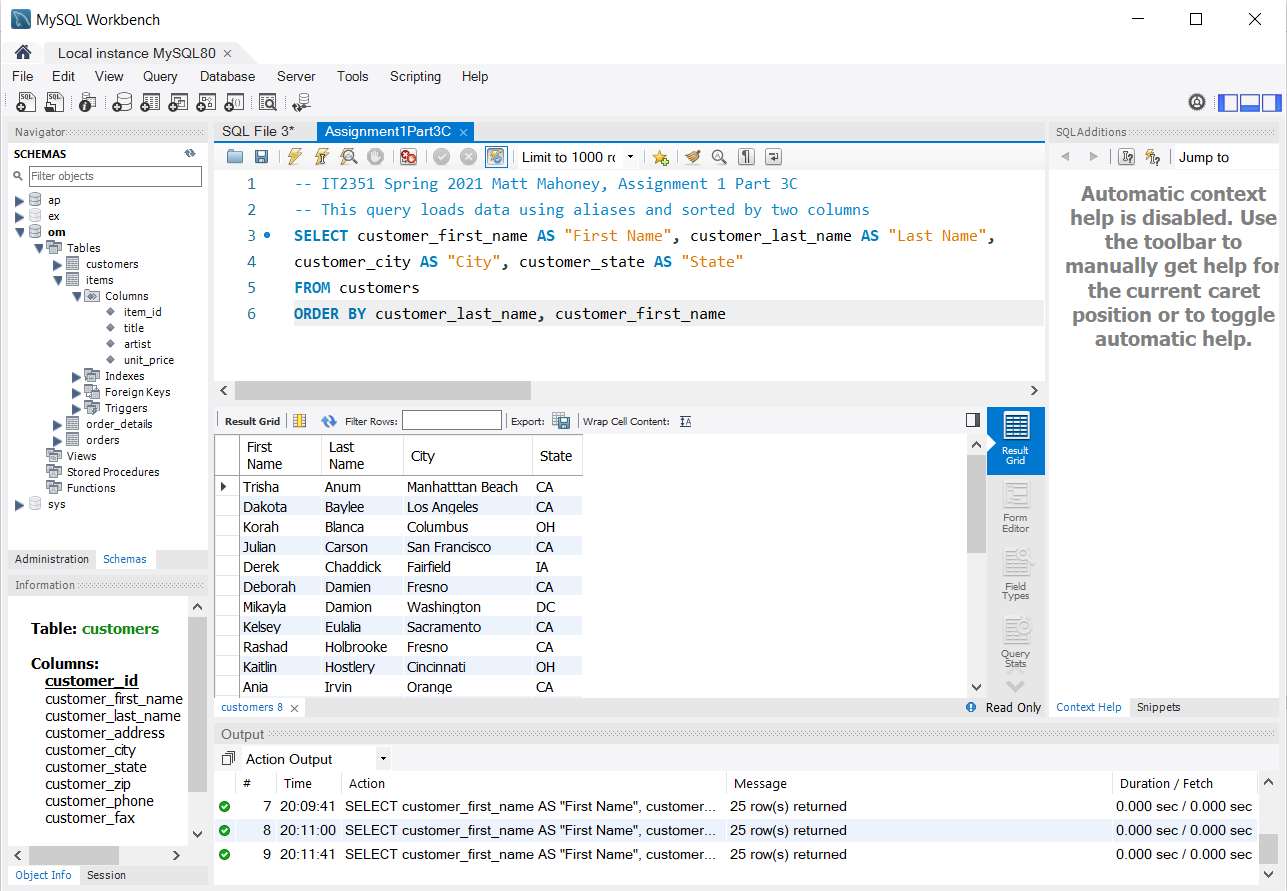 MySQL Workbench
Local instance MySQL80
File Edit View Query Database Server Tools Scripting Help
Navigator
SCHEMAS
Filter objects
ap
ex
om
Tables
customers
items
Columns
item_id
title
artist
unit_price
Indexes
Foreign Keys
Triggers
order_details
orders
Views
Stored Procedures
Functions
sys
Administration Schemas
Information
Table: customers
Columns:
customer_id
customer_first_name
customer_last_name
customer_address
customer_city
customer_state
customer_zip
customer_phone
customer_fax
Object Info Session
SQL File 3* Assignment1Part3C
Limit to 1000 rc
1 -- IT2351 Spring 2021 Matt Mahoney, Assignment 1 Part 3C
2 -- This query loads data using aliases and sorted by two columns
3 SELECT customer_first_name AS "First Name", customer_last_name AS "Last Name",
4 customer_city AS "City", customer_state AS "State"
5 FROM customers
6 ORDER BY customer_last_name, customer_first_name
Result Grid Filter Rows: Export: Wrap Cell Content:
First Name Last Name City State
Trisha Anum Manhatttan Beach CA
Dakota Baylee Los Angeles CA
Korah Blanca Columbus OH
Julian Carson San Francisco CA
Derek Chaddick Fairfield IA
Deborah Damien Fresno CA
Mikayla Damion Washington DC
Kelsey Eulalia Sacramento CA
Rashad Holbrooke Fresno CA
Kaitlin Hostlery Cincinnati OH
Ania Irvin Orange CA
Result
Grid
Form
Editor
Field
Types
Query
Stats
customers 8 Read Only
SQLAdditions
Jump to
Automatic context
help is disabled. Use
the toolbar to
manually get help for
the current caret
position or to toggle
automatic help.
Context Help Snippets
Output
Action Output
# Time Action Message Duration / Fetch
7 20:09:41 SELECT customer_first_name AS "First Name", customer... 25 row(s) returned 0.000 sec / 0.000 sec
8 20:11:00 SELECT customer_first_name AS "First Name", customer... 25 row(s) returned 0.000 sec / 0.000 sec
9 20:11:41 SELECT customer_first_name AS "First Name", customer... 25 row(s) returned 0.000 sec / 0.000 sec